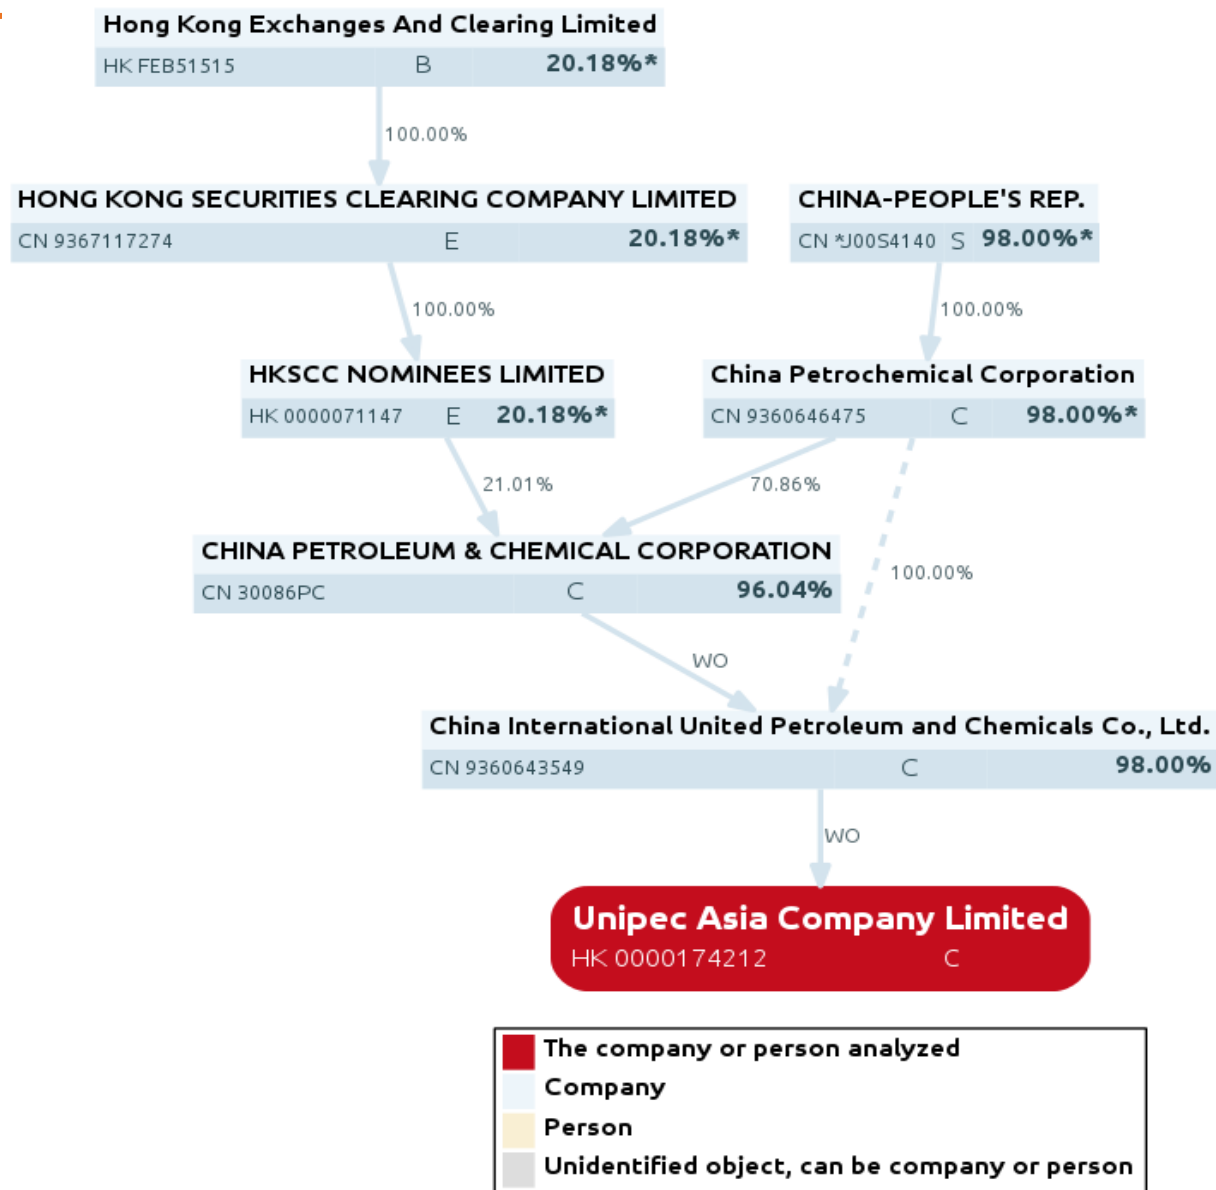 Hong Kong Exchanges And Clearing Limited
HK FEB51515 B 20.18%*
100.00%
HONG KONG SECURITIES CLEARING COMPANY LIMITED
CN 9367117274 E 20.18%*
CHINA-PEOPLE'S REP.
CN *J00S4140 S 98.00%*
100.00%
100.00%
HKSCC NOMINEES LIMITED
HK 0000071147 E 20.18%*
China Petrochemical Corporation
CN 9360646475 C 98.00%*
21.01%
70.86%
CHINA PETROLEUM & CHEMICAL CORPORATION
CN 30086PC C 96.04%
100.00%
WO
China International United Petroleum and Chemicals Co., Ltd.
CN 9360643549 C 98.00%
WO
Unipec Asia Company Limited
HK 0000174212 C
The company or person analyzed
Company
Person
Unidentified object, can be company or person